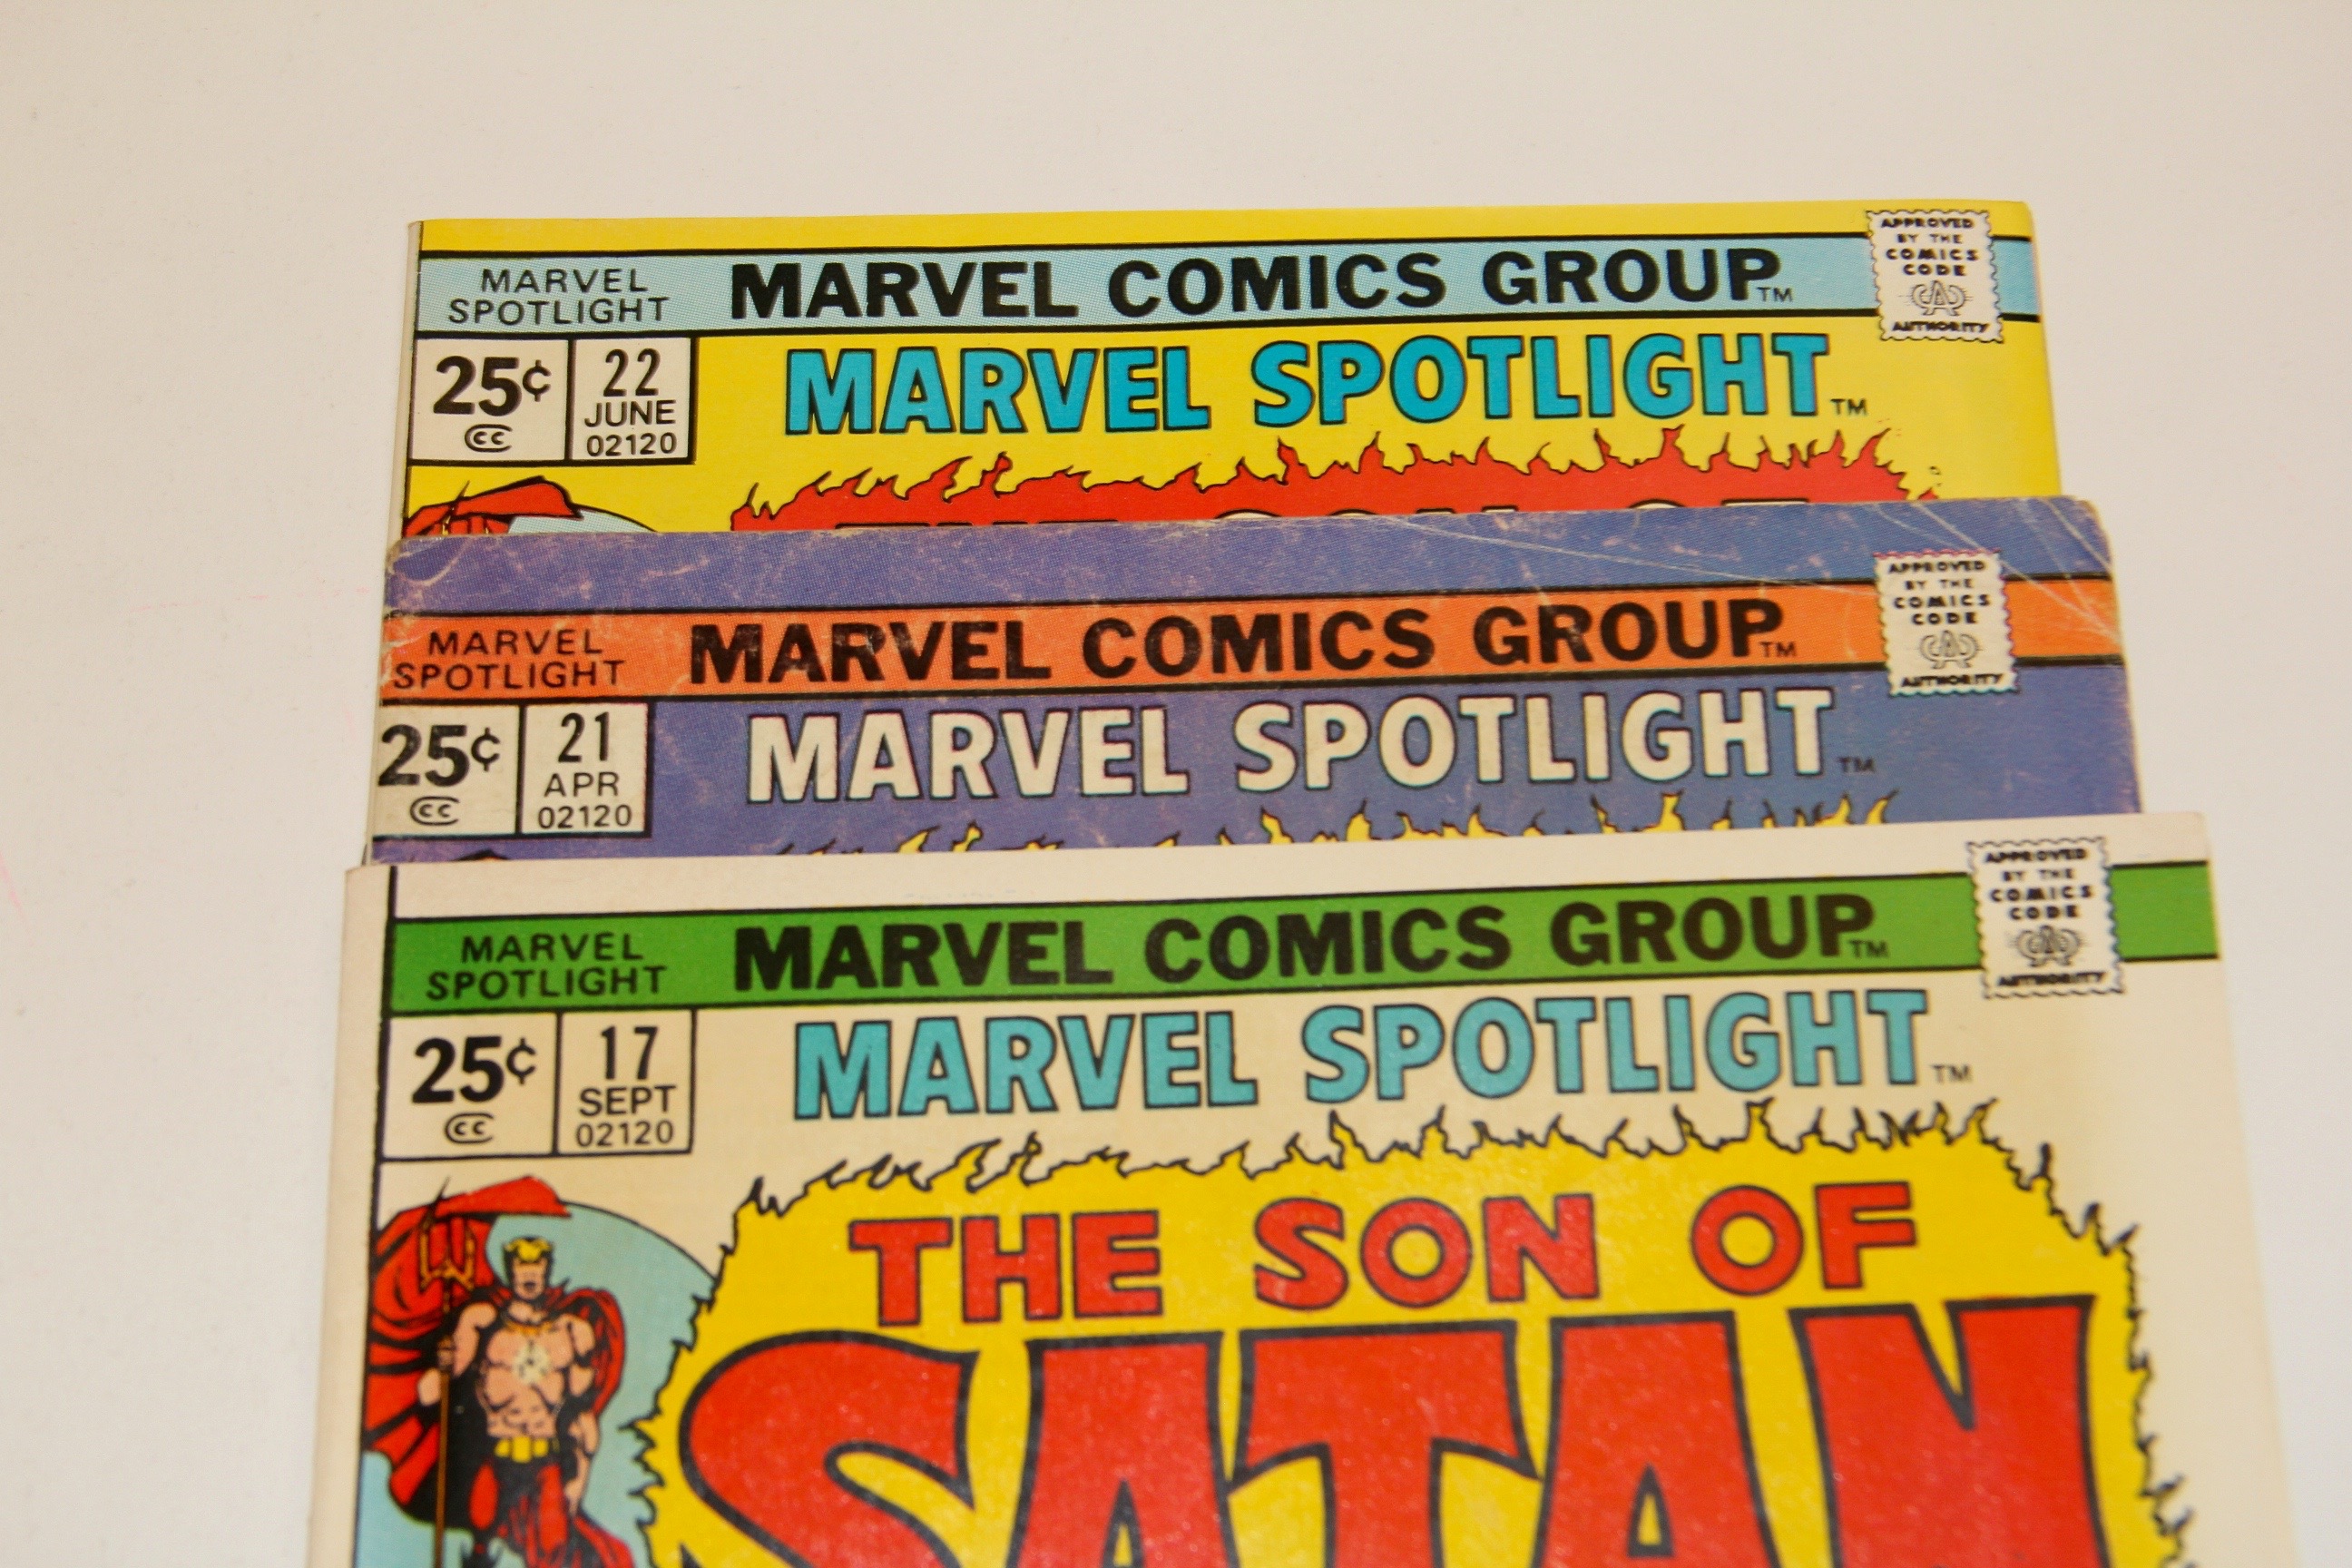 MARVEL
SPOTLIGHT
MARVEL COMICS GROUP TM
APPROVED
BY THE
COMICS
CODE
CA
AUTHORITY
25¢
CC
22
JUNE
02120
MARVEL SPOTLIGHT TM
MARVEL
SPOTLIGHT
MARVEL COMICS GROUP TM
APPROVED
BY THE
COMICS
CODE
CA
AUTHORITY
25¢
CC
21
APR
02120
MARVEL SPOTLIGHT TM
MARVEL
SPOTLIGHT
MARVEL COMICS GROUP TM
APPROVED
BY THE
COMICS
CODE
CA
AUTHORITY
25¢
CC
17
SEPT
02120
MARVEL SPOTLIGHT TM
THE SON OF
SATAN